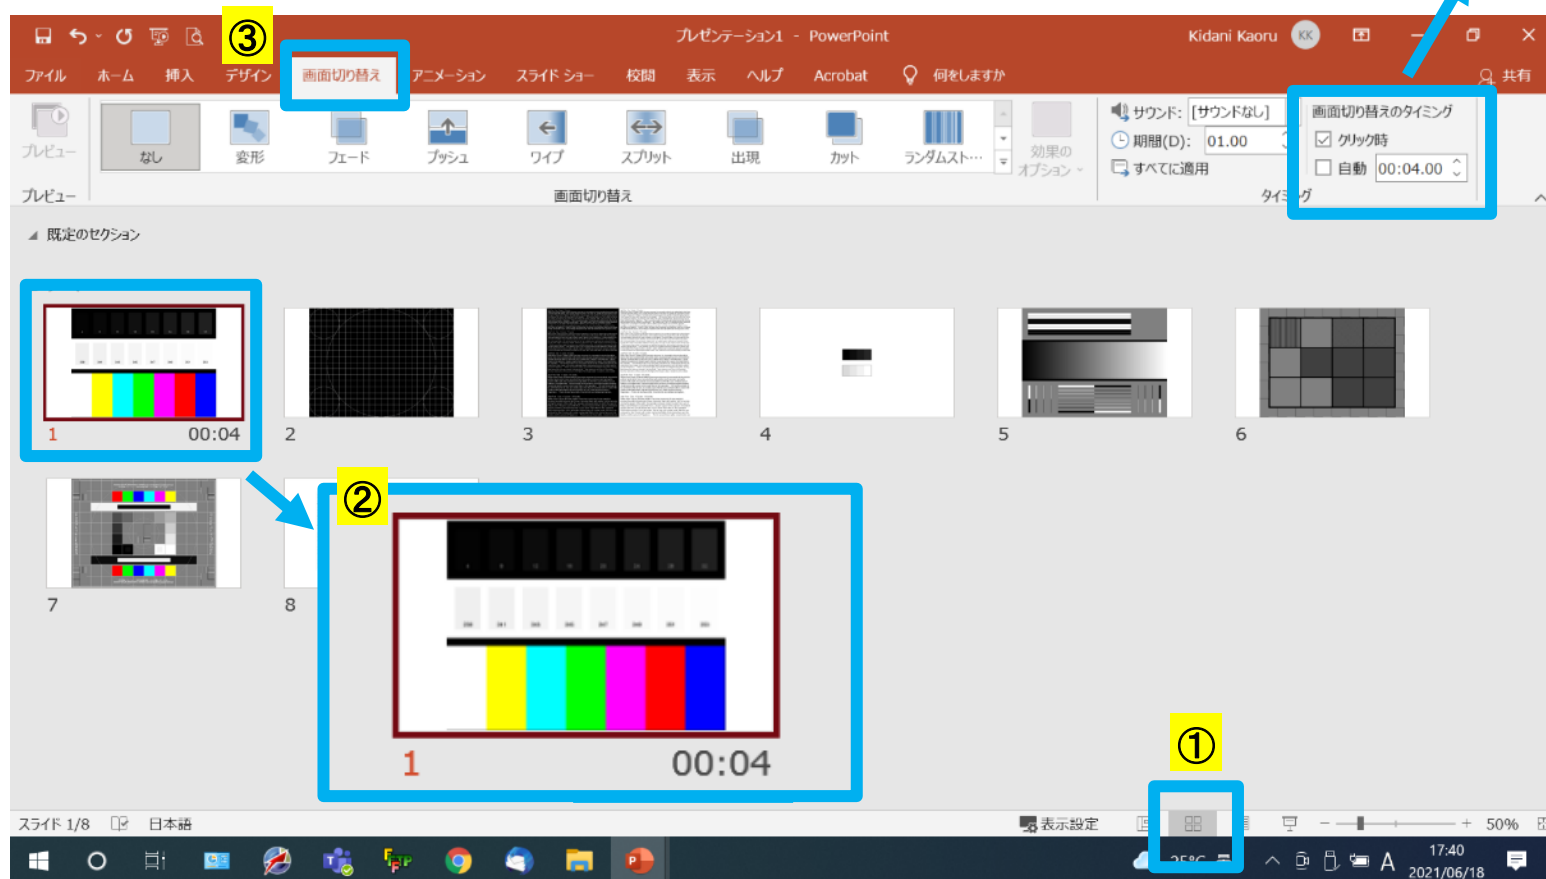 ③
プレゼンテーション1 - PowerPoint
Kidani Kaoru
KK
ファイル ホーム 挿入 デザイン 画面切り替え アニメーション スライド ショー 校閲 表示 ヘルプ Acrobat 何をしますか 共有
プレビュー
なし
変形
フェード
プッシュ
ワイプ
スプリット
出現
カット
ランダムスト…
効果の
オプション
サウンド: [サウンドなし]
期間(D): 01.00
すべてに適用
画面切り替えのタイミング
クリック時
自動 00:04.00
プレビュー
画面切り替え
タイミング
既定のセクション
1 00:04
2
3
4
5
6
7
8
②
1 00:04
①
スライド 1/8 日本語
表示設定
50%
25°C
A
17:40
2021/06/18